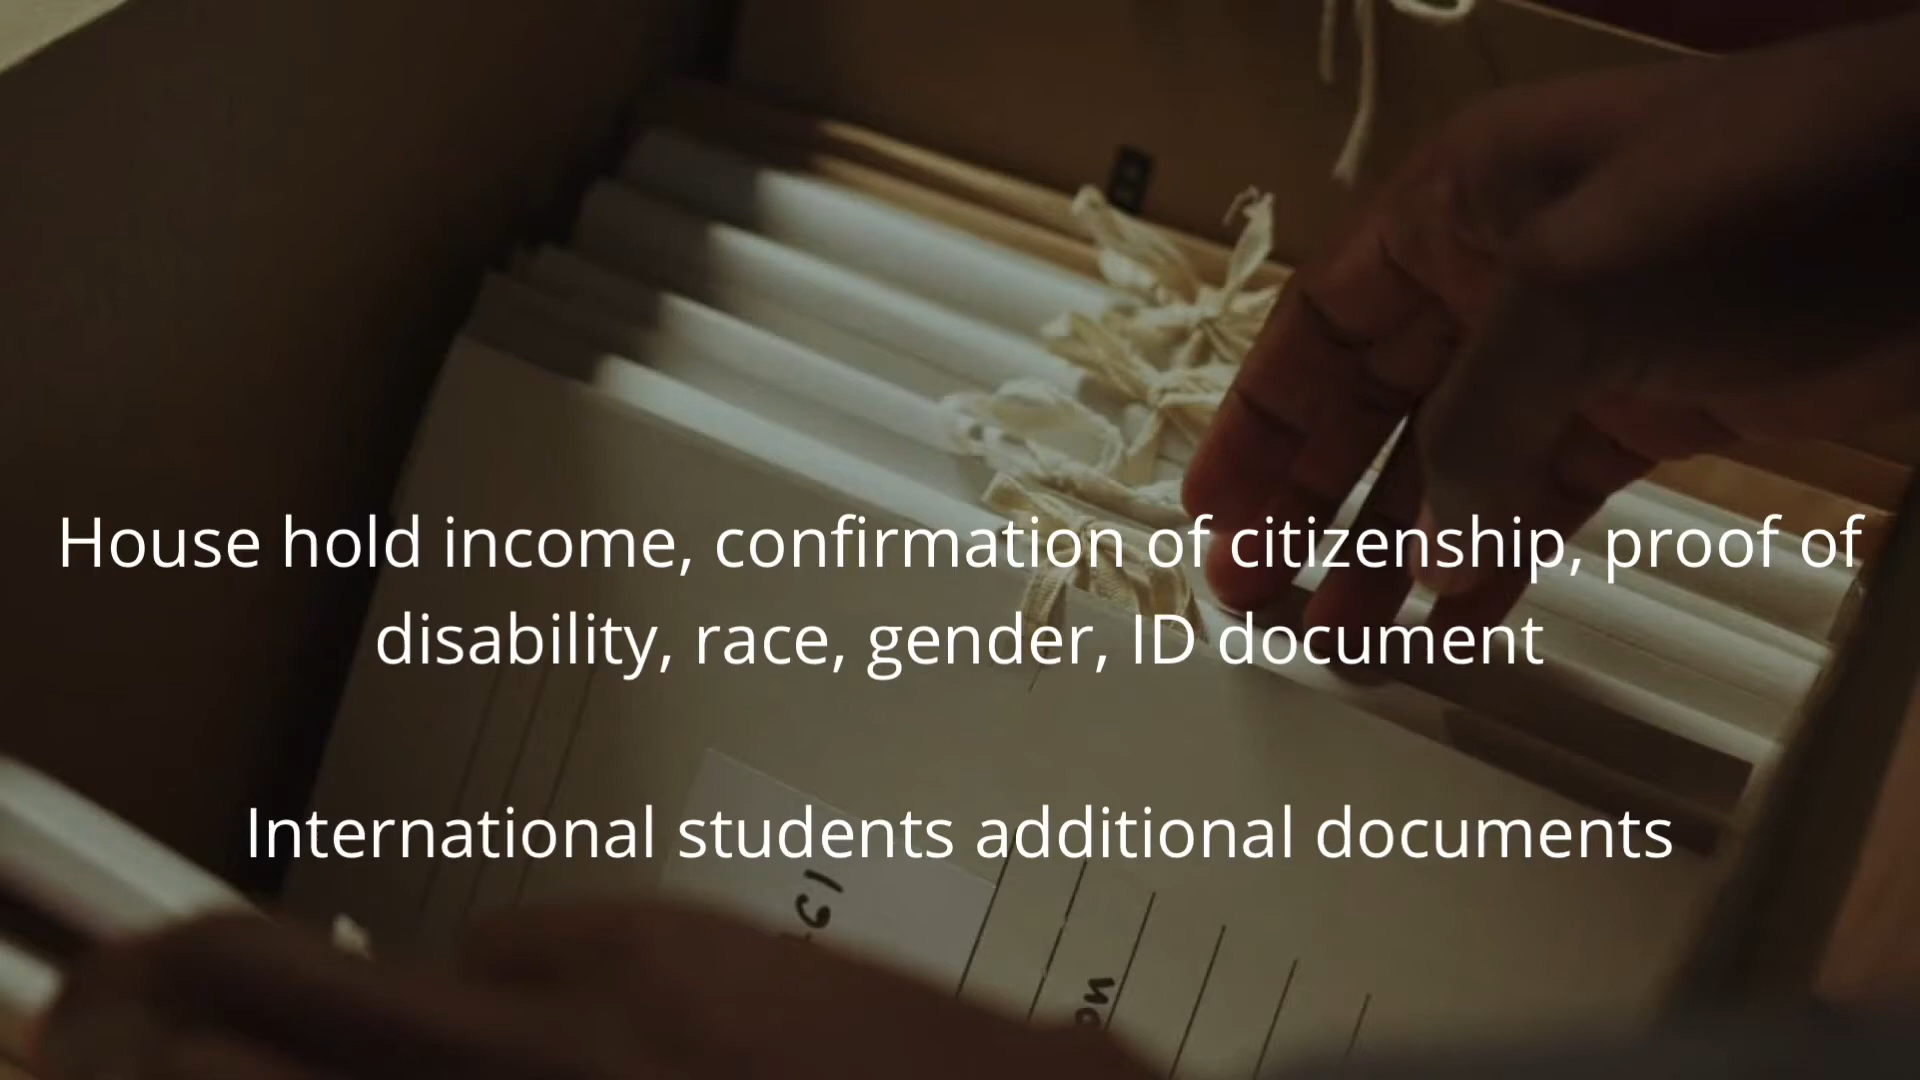 House hold income, confirmation of citizenship, proof of
disability, race, gender, ID document
International students additional documents